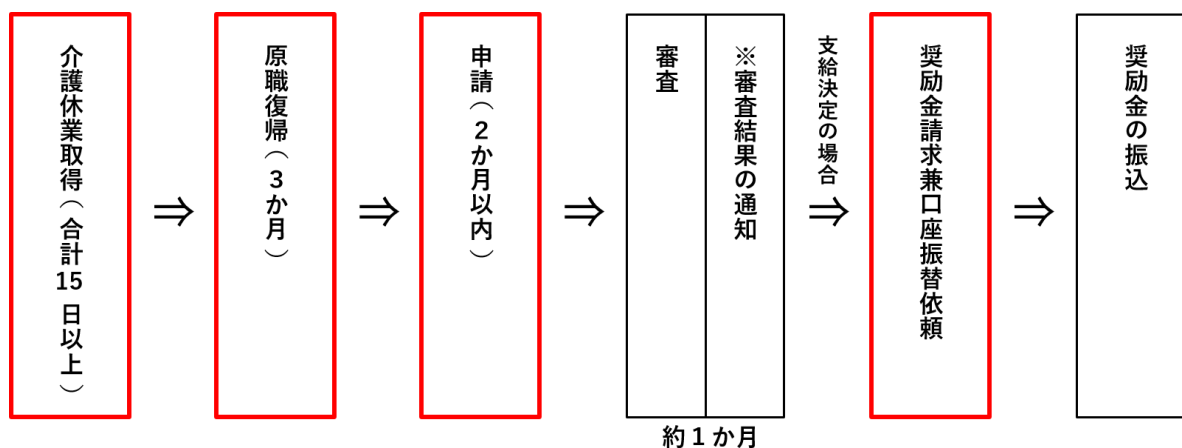 介護休業取得（合計15日以上）
⇒
原職復帰（3か月）
⇒
申請（2か月以内）
⇒
審査
※審査結果の通知
約1か月
支給決定の場合
⇒
奨励金請求兼口座振替依頼
⇒
奨励金の振込